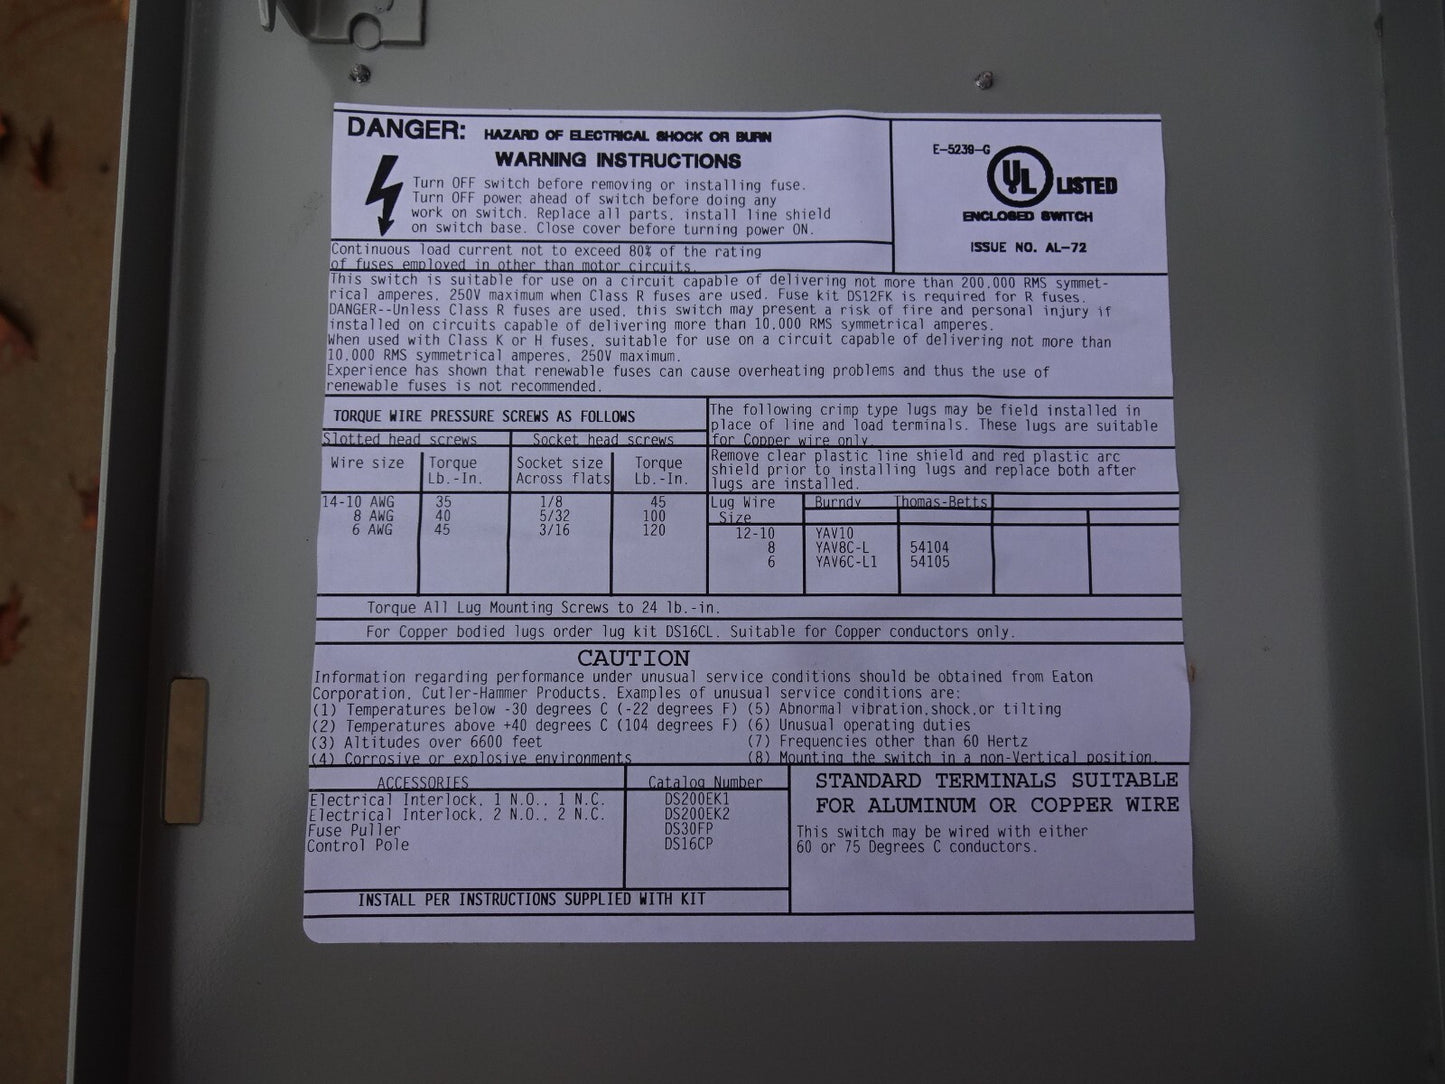 DANGER: HAZARD OF ELECTRICAL SHOCK OR BURN
WARNING INSTRUCTIONS
Turn OFF switch before removing or installing fuse.
Turn OFF power ahead of switch before doing any
work on switch. Replace all parts, install line shield
on switch base. Close cover before turning power ON.
E-5239-G
UL LISTED
ENCLOSED SWITCH
ISSUE NO. AL-72
Continuous load current not to exceed 80% of the rating
of fuses employed in other than motor circuits.
This switch is suitable for use on a circuit capable of delivering not more than 200,000 RMS symmet-
rical amperes, 250V maximum when Class R fuses are used. Fuse kit DS12FK is required for R fuses.
DANGER--Unless Class R fuses are used, this switch may present a risk of fire and personal injury if
installed on circuits capable of delivering more than 10,000 RMS symmetrical amperes.
When used with Class K or H fuses, suitable for use on a circuit capable of delivering not more than
10,000 RMS symmetrical amperes, 250V maximum.
Experience has shown that renewable fuses can cause overheating problems and thus the use of
renewable fuses is not recommended.
TORQUE WIRE PRESSURE SCREWS AS FOLLOWS
Slotted head screws Socket head screws
Wire size Torque Socket size Torque
Lb.-In. Across flats Lb.-In.
14-10 AWG 35 1/8 45
8 AWG 40 5/32 100
6 AWG 45 3/16 120
The following crimp type lugs may be field installed in
place of line and load terminals. These lugs are suitable
for Copper wire only.
Remove clear plastic line shield and red plastic arc
shield prior to installing lugs and replace both after
lugs are installed.
Lug Wire Burndy Thomas-Betts
Size
12-10 YAV10
8 YAV8C-L 54104
6 YAV6C-L1 54105
Torque All Lug Mounting Screws to 24 lb.-in.
For Copper bodied lugs order lug kit DS16CL. Suitable for Copper conductors only.
CAUTION
Information regarding performance under unusual service conditions should be obtained from Eaton
Corporation, Cutler-Hammer Products. Examples of unusual service conditions are:
(1) Temperatures below -30 degrees C (-22 degrees F) (5) Abnormal vibration,shock,or tilting
(2) Temperatures above +40 degrees C (104 degrees F) (6) Unusual operating duties
(3) Altitudes over 6600 feet (7) Frequencies other than 60 Hertz
(4) Corrosive or explosive environments (8) Mounting the switch in a non-Vertical position.
ACCESSORIES Catalog Number
Electrical Interlock, 1 N.O., 1 N.C. DS200EK1
Electrical Interlock, 2 N.O., 2 N.C. DS200EK2
Fuse Puller DS30FP
Control Pole DS16CP
INSTALL PER INSTRUCTIONS SUPPLIED WITH KIT
STANDARD TERMINALS SUITABLE
FOR ALUMINUM OR COPPER WIRE
This switch may be wired with either
60 or 75 Degrees C conductors.